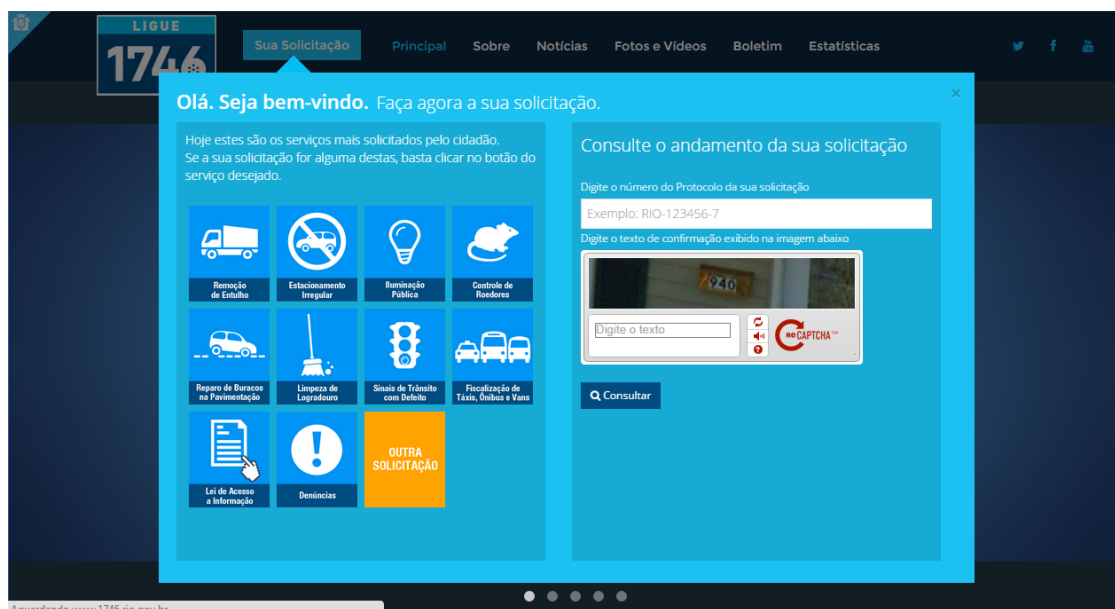 LIGUE
1746
Sua Solicitação
Principal
Sobre
Notícias
Fotos e Vídeos
Boletim
Estatísticas
Olá. Seja bem-vindo. Faça agora a sua solicitação.
×
Hoje estes são os serviços mais solicitados pelo cidadão.
Se a sua solicitação for alguma destas, basta clicar no botão do
serviço desejado.
Remoção
de Entulho
Estacionamento
Irregular
Iluminação
Pública
Controle de
Roedores
Reparo de Buracos
na Pavimentação
Limpeza de
Logradouro
Sinais de Trânsito
com Defeito
Fiscalização de
Táxis, Ônibus e Vans
Lei de Acesso
a Informação
Denúncias
OUTRA
SOLICITAÇÃO
Consulte o andamento da sua solicitação
Digite o número do Protocolo da sua solicitação
Exemplo: RIO-123456-7
Digite o texto de confirmação exibido na imagem abaixo
940
Digite o texto
reCAPTCHA™
Consultar